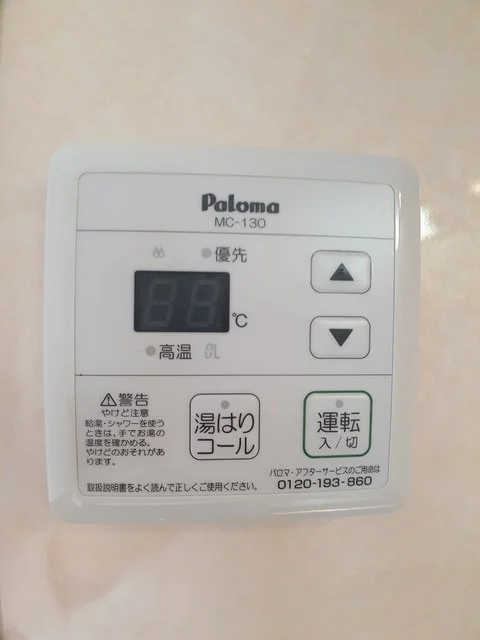 Paloma
MC-130
優先
88
℃
高温
CL
⚠警告
やけど注意
給湯・シャワーを使う
ときは、手でお湯の
温度を確かめる。
やけどのおそれがあ
ります。
湯はり
コール
運転
入/切
パロマ・アフターサービスのご用命は
0120-193-860
取扱説明書をよく読んで正しくご使用ください。